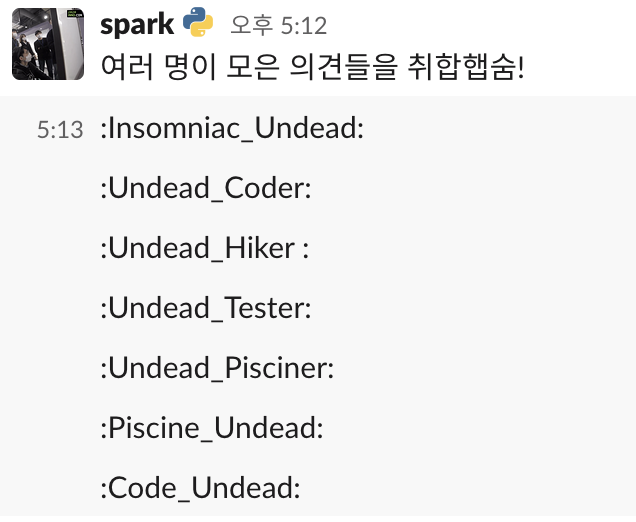 spark 오후 5:12
여러 명이 모은 의견들을 취합햅숨!
5:13 :Insomniac_Undead:
:Undead_Coder:
:Undead_Hiker :
:Undead_Tester:
:Undead_Pisciner:
:Piscine_Undead:
:Code_Undead: